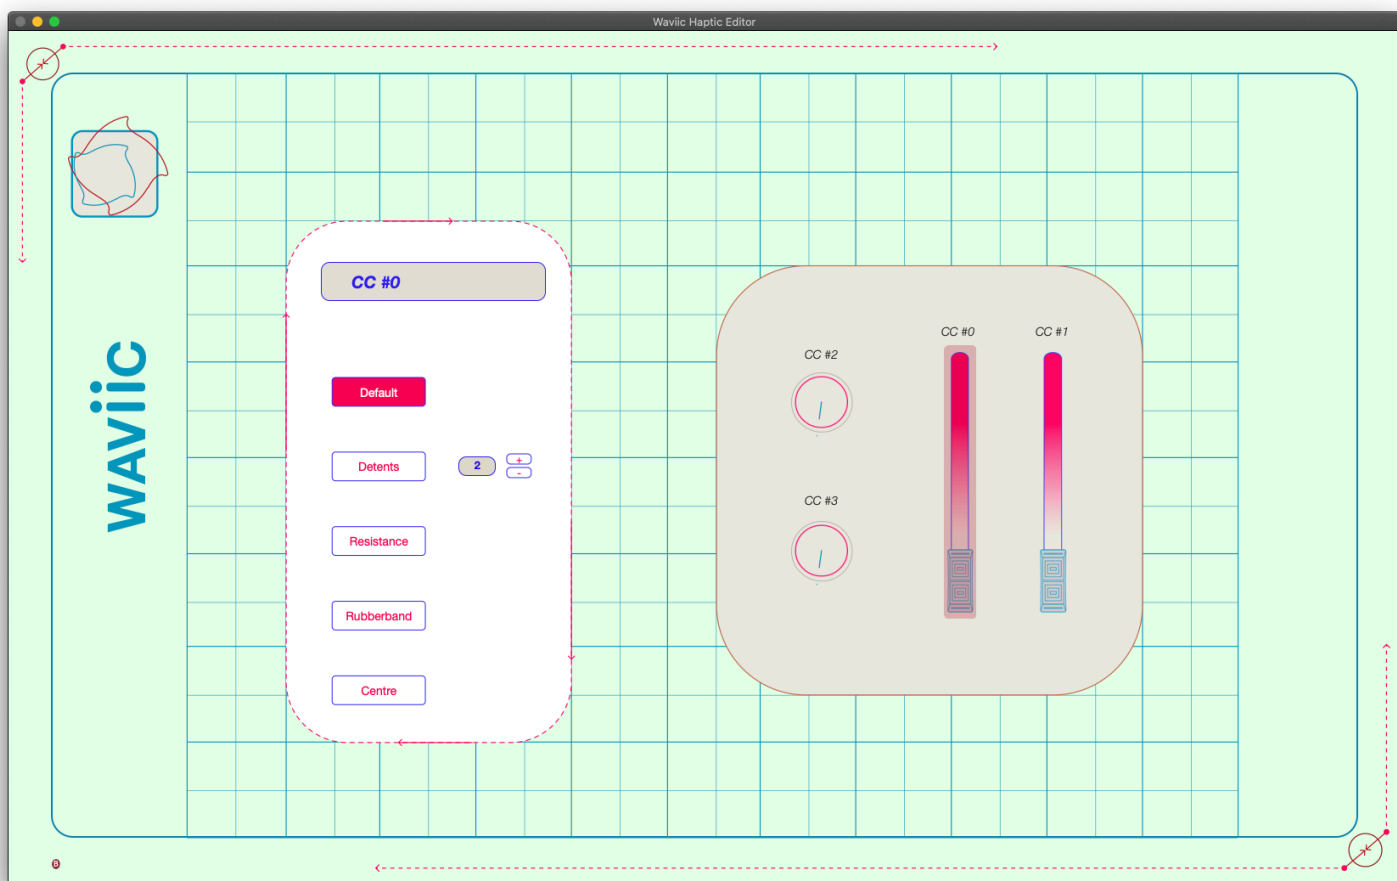 Waviic Haptic Editor
WAViiC
CC #0
Default
Detents
2
+
-
Resistance
Rubberband
Centre
CC #2
CC #3
CC #0
CC #1